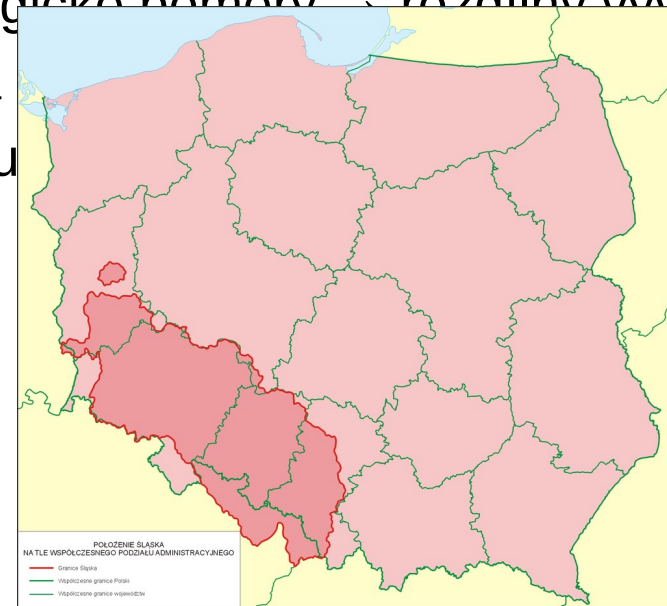 POŁOŻENIE ŚLĄSKA
NA TLE WSPÓŁCZESNEGO PODZIAŁU ADMINISTRACYJNEGO
Granice Śląska
Współczesne granice Polski
Współczesne granice województw